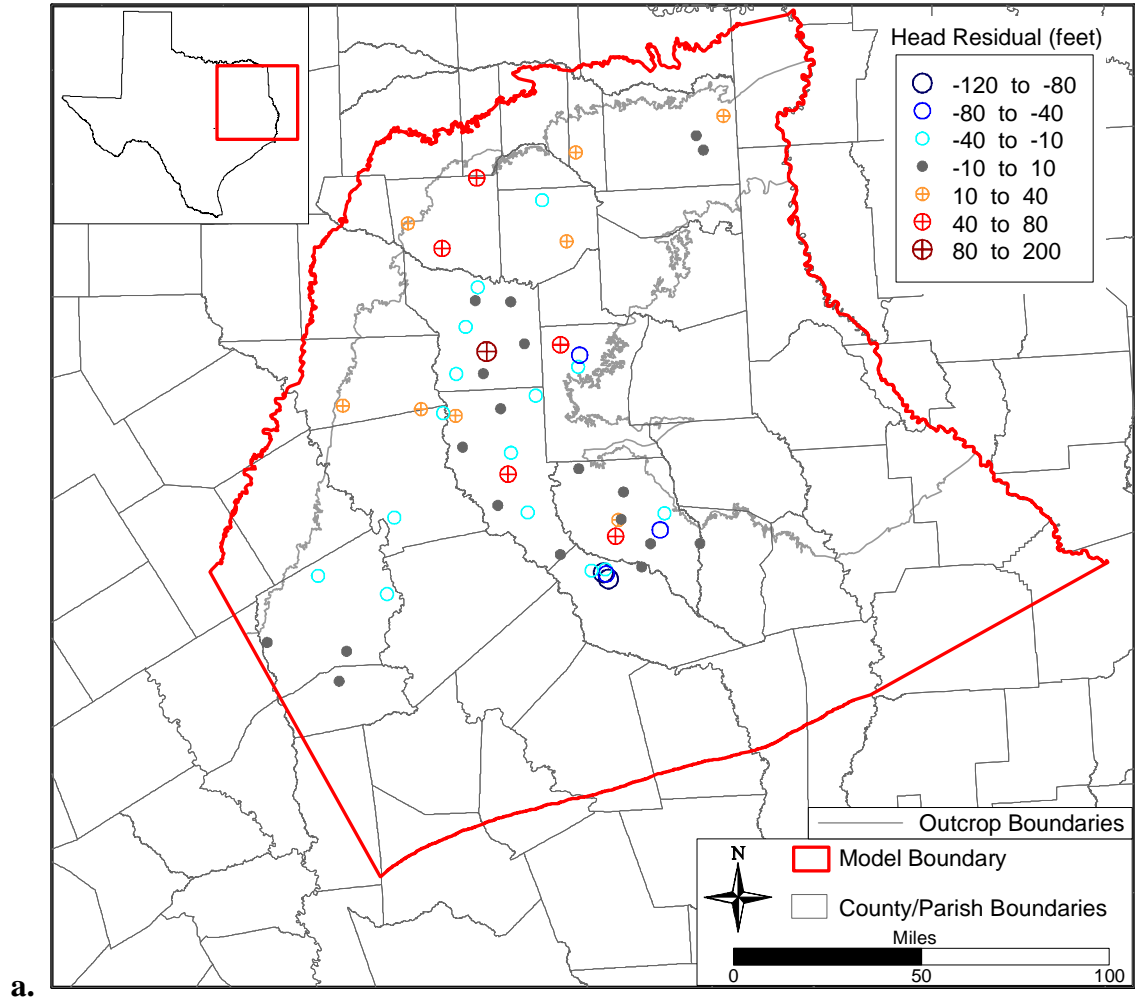 Head Residual (feet)
-120 to -80
-80 to -40
-40 to -10
-10 to 10
10 to 40
40 to 80
80 to 200
Outcrop Boundaries
N
Model Boundary
County/Parish Boundaries
Miles
0 50 100
a.